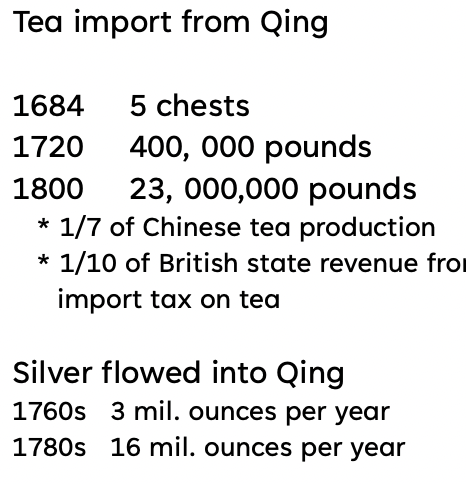 Tea import from Qing
1684 5 chests
1720 400, 000 pounds
1800 23, 000,000 pounds
* 1/7 of Chinese tea production
* 1/10 of British state revenue
import tax on tea
Silver flowed into Qing
1760s 3 mil. ounces per year
1780s 16 mil. ounces per year